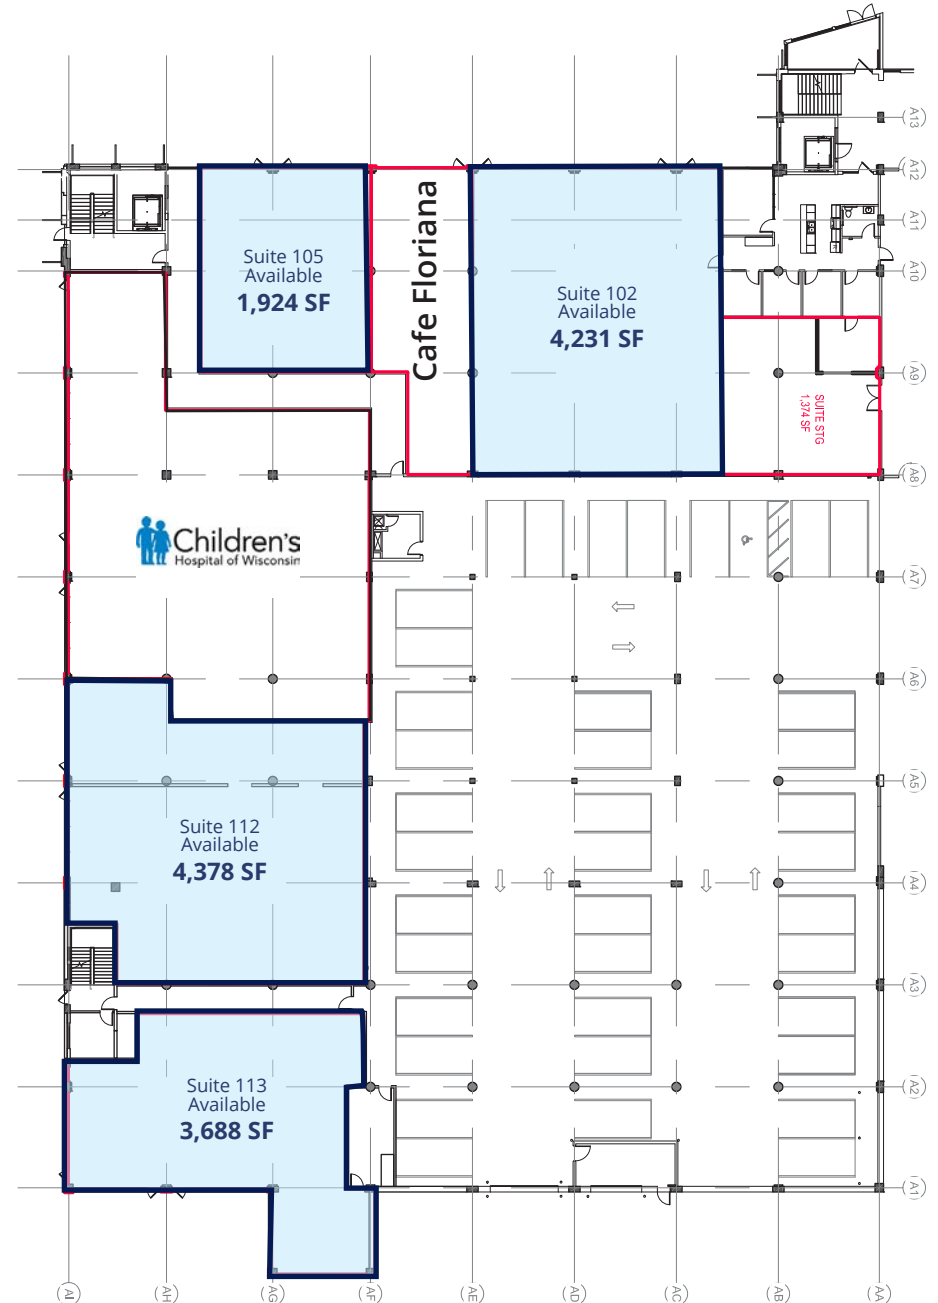 A13
A12
A11
A10
A9
A8
A7
A6
A5
A4
A3
A2
A1
Suite 105
Available
1,924 SF
Cafe Floriana
Suite 102
Available
4,231 SF
SUITE STG
1,374 SF
Children's
Hospital of Wisconsin
Suite 112
Available
4,378 SF
Suite 113
Available
3,688 SF
AI
AH
AG
AF
AE
AD
AC
AB
AA